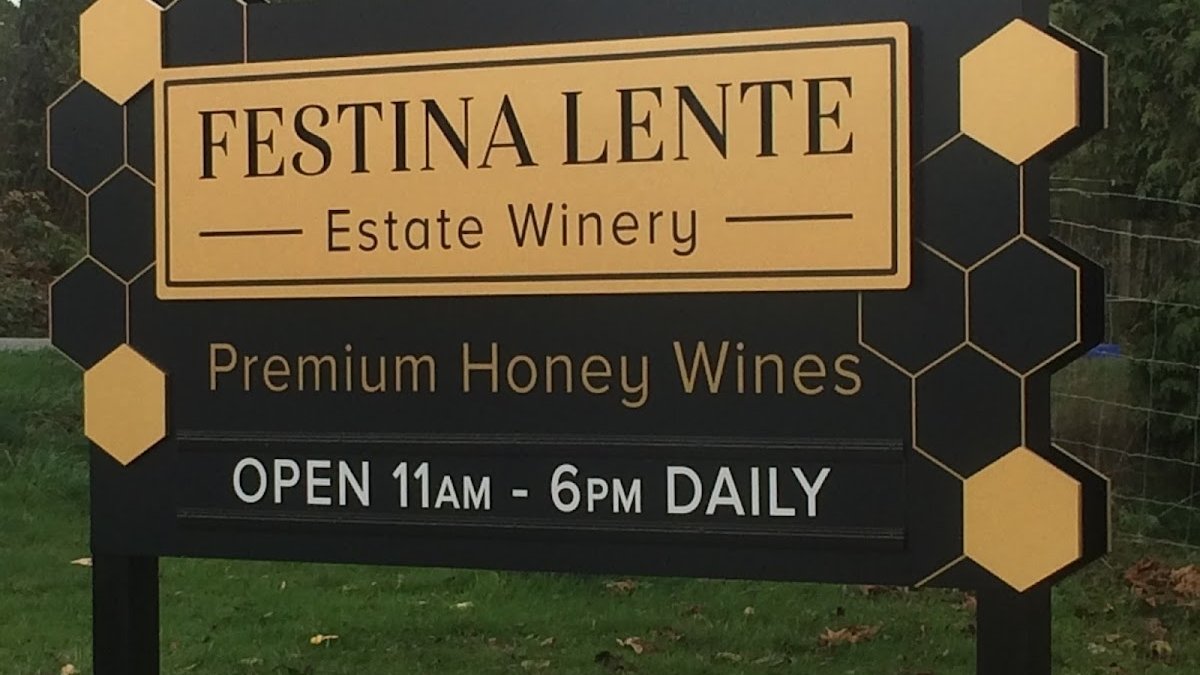 FESTINA LENTE
Estate Winery
Premium Honey Wines
OPEN 11AM - 6PM DAILY